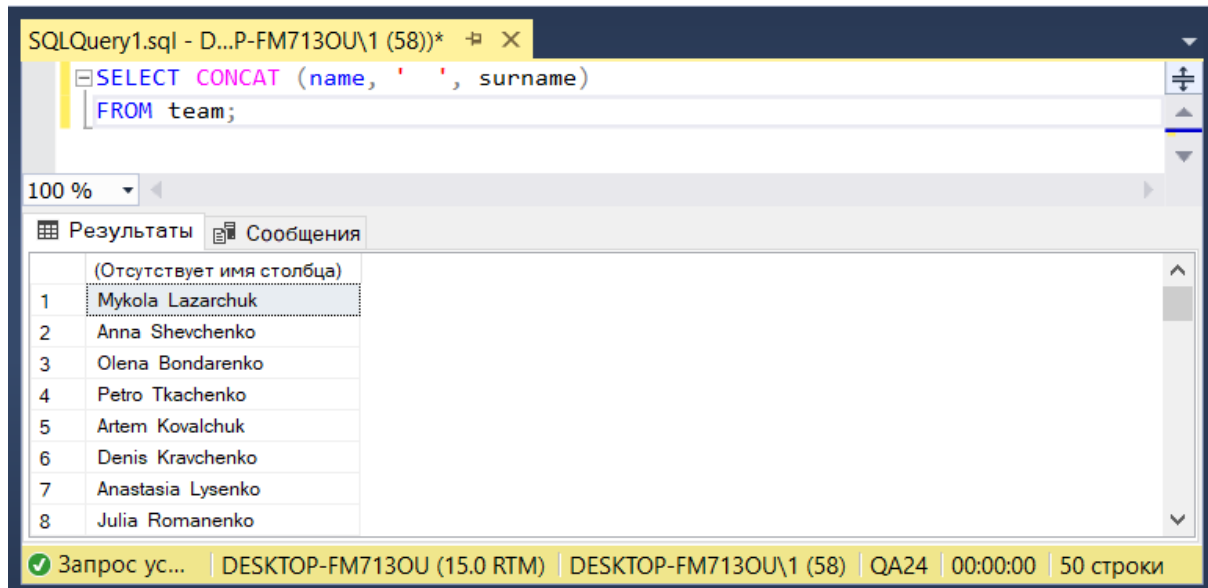 SQLQuery1.sql - D...P-FM713OU\1 (58))*
SELECT CONCAT (name, '  ', surname)
FROM team;
100 %
Результаты Сообщения
(Отсутствует имя столбца)
1 Mykola  Lazarchuk
2 Anna  Shevchenko
3 Olena  Bondarenko
4 Petro  Tkachenko
5 Artem  Kovalchuk
6 Denis  Kravchenko
7 Anastasia  Lysenko
8 Julia  Romanenko
Запрос ус... DESKTOP-FM713OU (15.0 RTM) DESKTOP-FM713OU\1 (58) QA24 00:00:00 50 строки